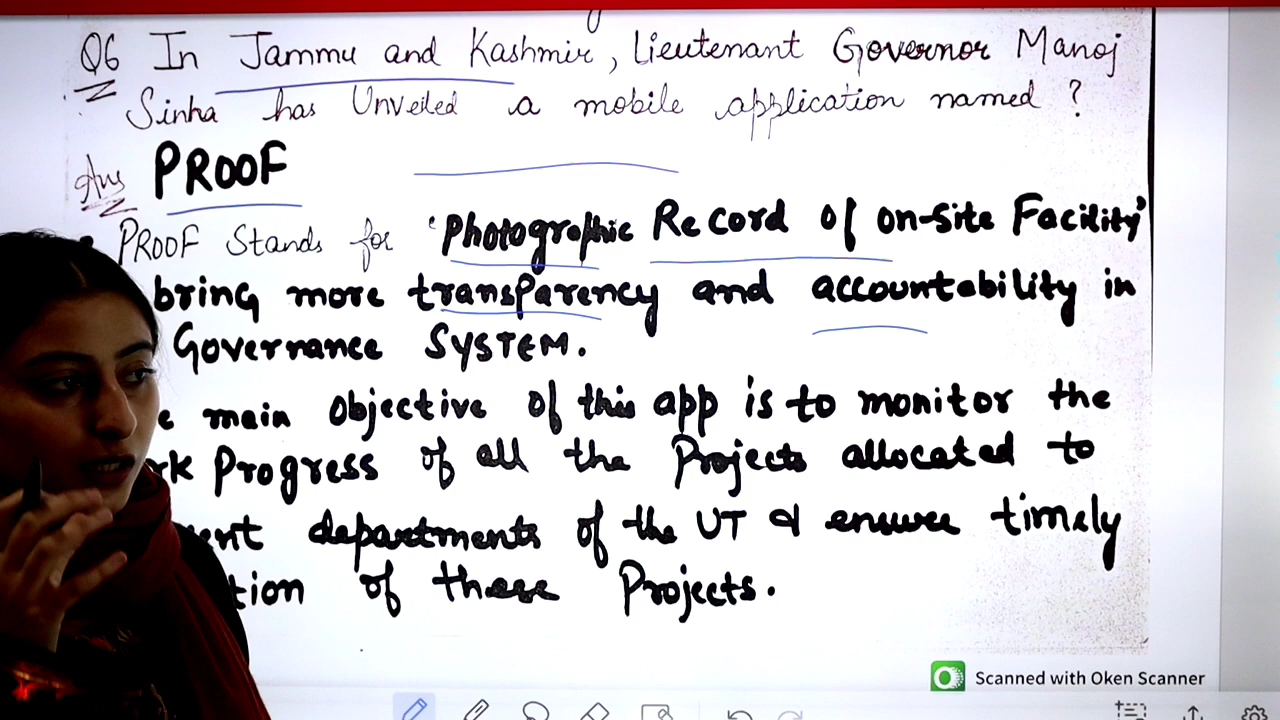 Q6 In Jammu and Kashmir, Lieutenant Governor Manoj
Sinha has Unveiled a mobile application named ?
Ans PROOF
PROOF Stands for 'Photographic Record of on-site Facility'
bring more transparency and accountability in
Governance SYSTEM.
main objective of this app is to monitor the
Progress of all the Projects allocated to
departments of the UT & ensure timely
of these Projects.
Scanned with Oken Scanner